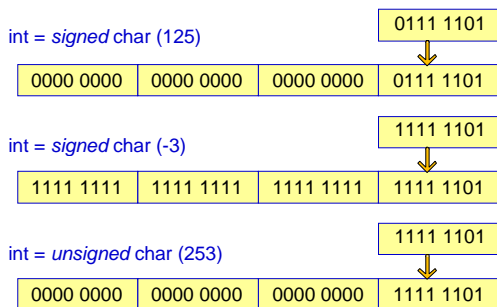 0111 1101
int = signed char (125)
0000 0000 0000 0000 0000 0000 0111 1101
1111 1101
int = signed char (-3)
1111 1111 1111 1111 1111 1111 1111 1101
1111 1101
int = unsigned char (253)
0000 0000 0000 0000 0000 0000 1111 1101